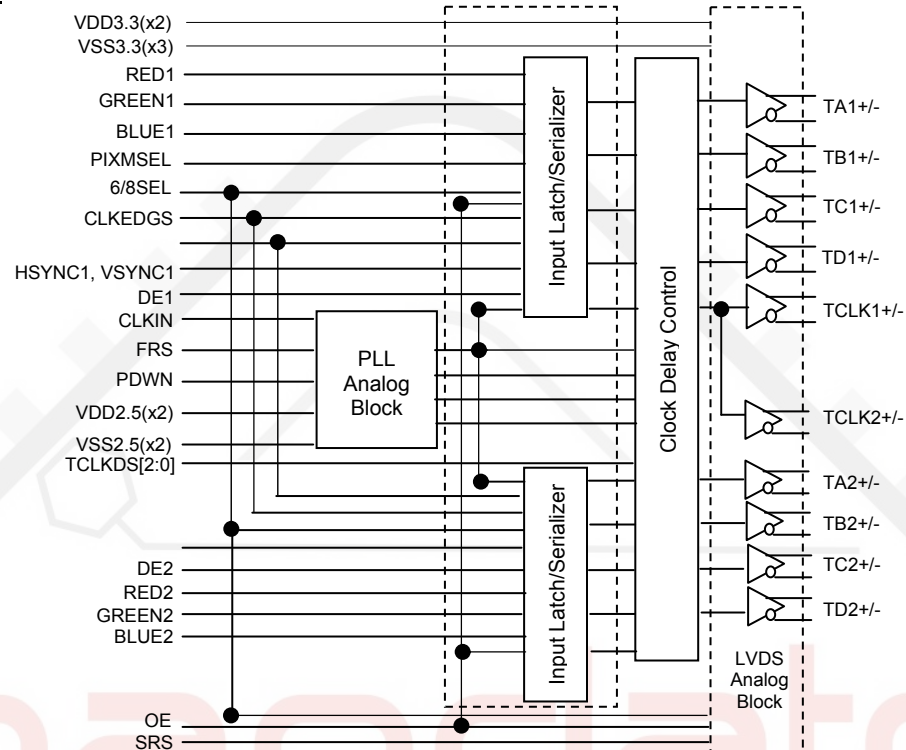 VDD3.3(x2)
VSS3.3(x3)
RED1
GREEN1
BLUE1
PIXMSEL
6/8SEL
CLKEDGS
HSYNC1, VSYNC1
DE1
CLKIN
FRS
PDWN
VDD2.5(x2)
VSS2.5(x2)
TCLKDS[2:0]
DE2
RED2
GREEN2
BLUE2
OE
SRS
PLL
Analog
Block
Input Latch/Serializer
Input Latch/Serializer
Clock Delay Control
TA1+/-
TB1+/-
TC1+/-
TD1+/-
TCLK1+/-
TCLK2+/-
TA2+/-
TB2+/-
TC2+/-
TD2+/-
LVDS
Analog
Block